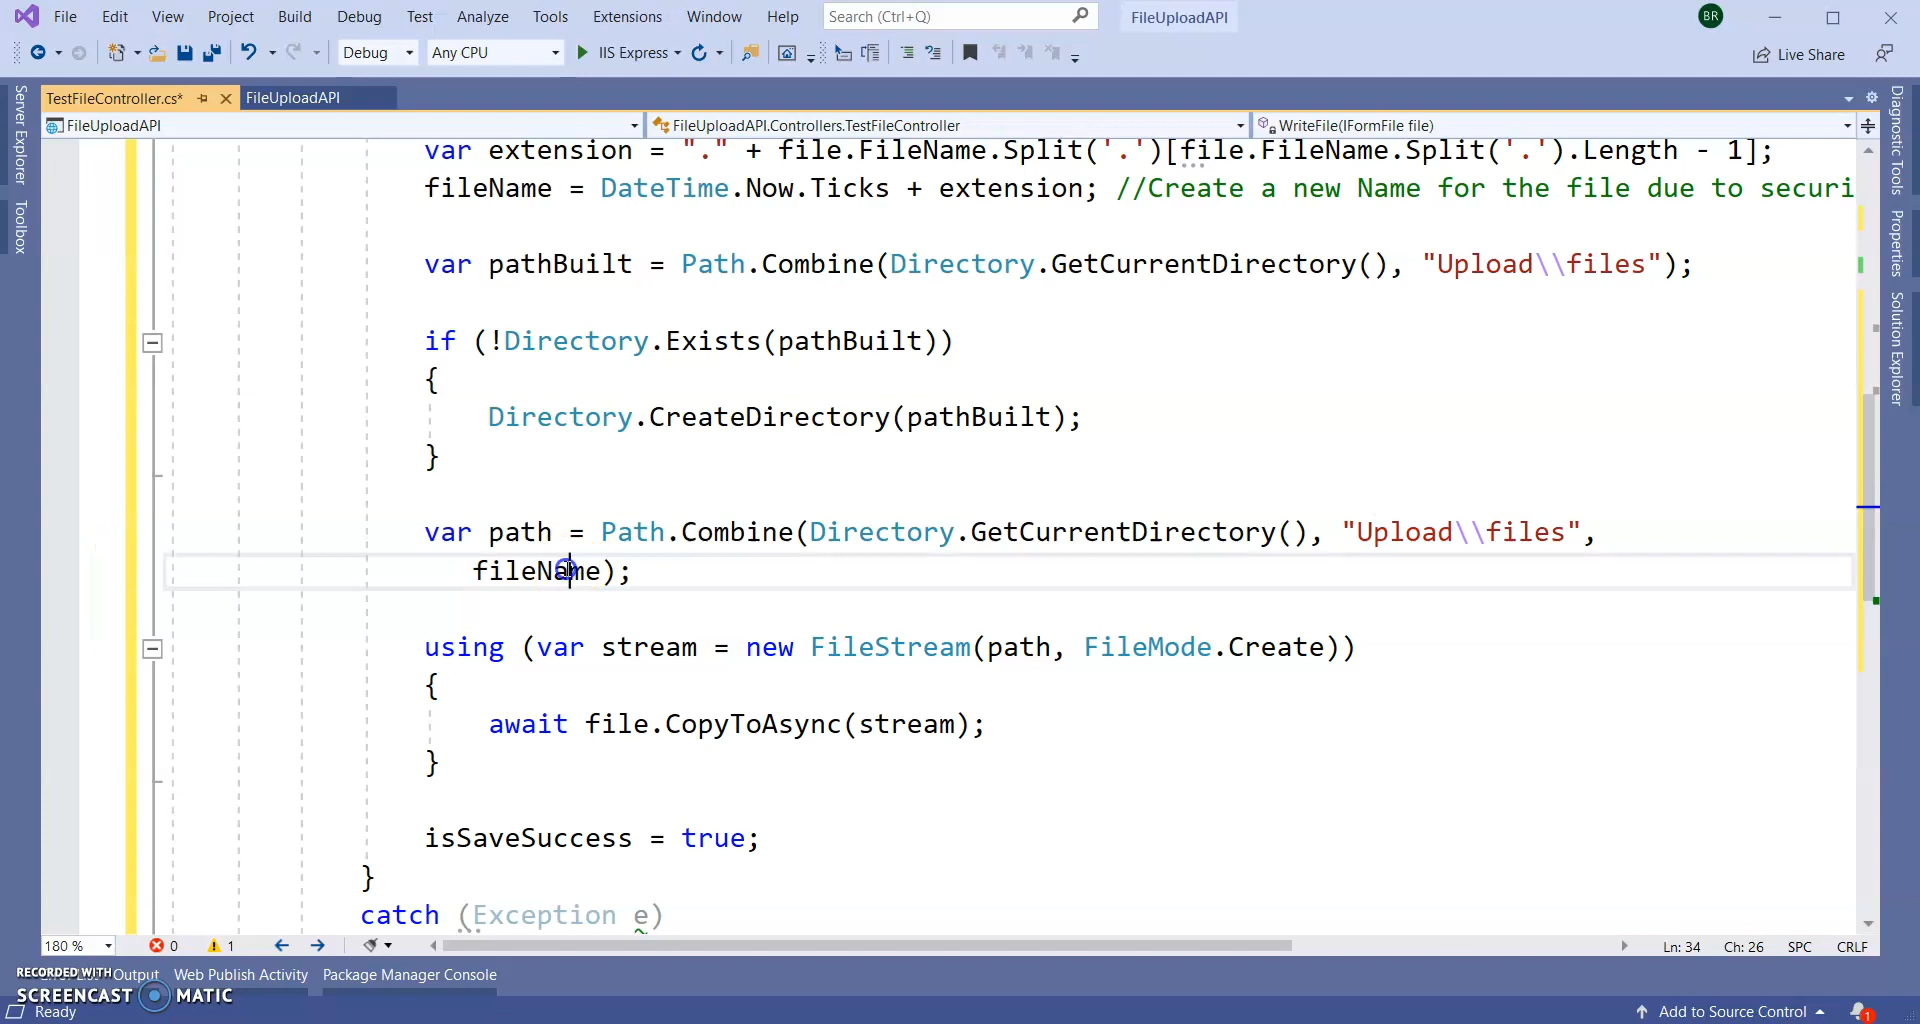 File Edit View Project Build Debug Test Analyze Tools Extensions Window Help Search (Ctrl+Q) FileUploadAPI BR
Debug Any CPU IIS Express Live Share
TestFileController.cs* FileUploadAPI
FileUploadAPI FileUploadAPI.Controllers.TestFileController WriteFile(IFormFile file)
Server Explorer
Toolbox
Diagnostic Tools
Properties
Solution Explorer
var extension = "." + file.FileName.Split('.')[file.FileName.Split('.').Length - 1];
fileName = DateTime.Now.Ticks + extension; //Create a new Name for the file due to securi
var pathBuilt = Path.Combine(Directory.GetCurrentDirectory(), "Upload\\files");
if (!Directory.Exists(pathBuilt))
{
Directory.CreateDirectory(pathBuilt);
}
var path = Path.Combine(Directory.GetCurrentDirectory(), "Upload\\files",
fileName);
using (var stream = new FileStream(path, FileMode.Create))
{
await file.CopyToAsync(stream);
}
isSaveSuccess = true;
}
catch (Exception e)
180 % 0 1 Ln: 34 Ch: 26 SPC CRLF
RECORDED WITH Output Web Publish Activity Package Manager Console
SCREENCAST MATIC
Ready Add to Source Control 1